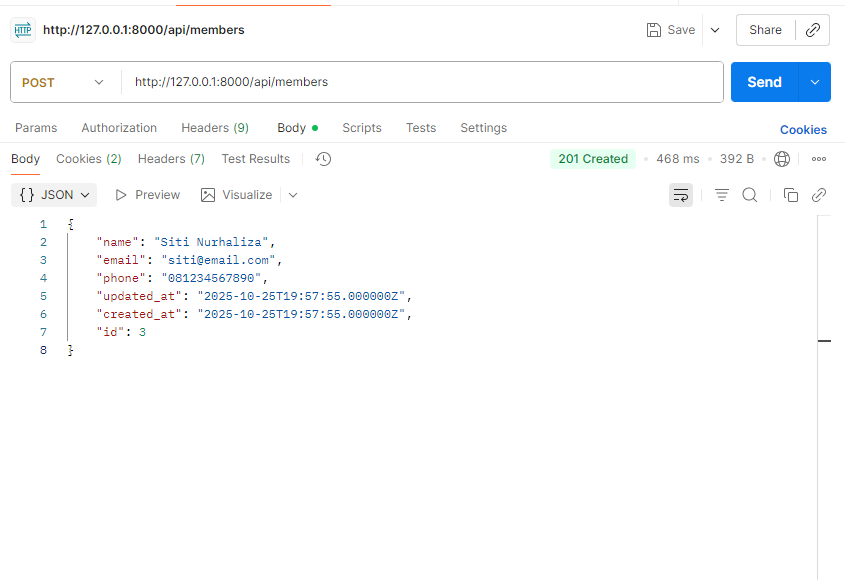 HTTP http://127.0.0.1:8000/api/members Save Share
POST http://127.0.0.1:8000/api/members Send
Params Authorization Headers (9) Body Scripts Tests Settings Cookies
Body Cookies (2) Headers (7) Test Results 201 Created 468 ms 392 B
{} JSON Preview Visualize
1 {
2 "name": "Siti Nurhaliza",
3 "email": "siti@email.com",
4 "phone": "081234567890",
5 "updated_at": "2025-10-25T19:57:55.000000Z",
6 "created_at": "2025-10-25T19:57:55.000000Z",
7 "id": 3
8 }